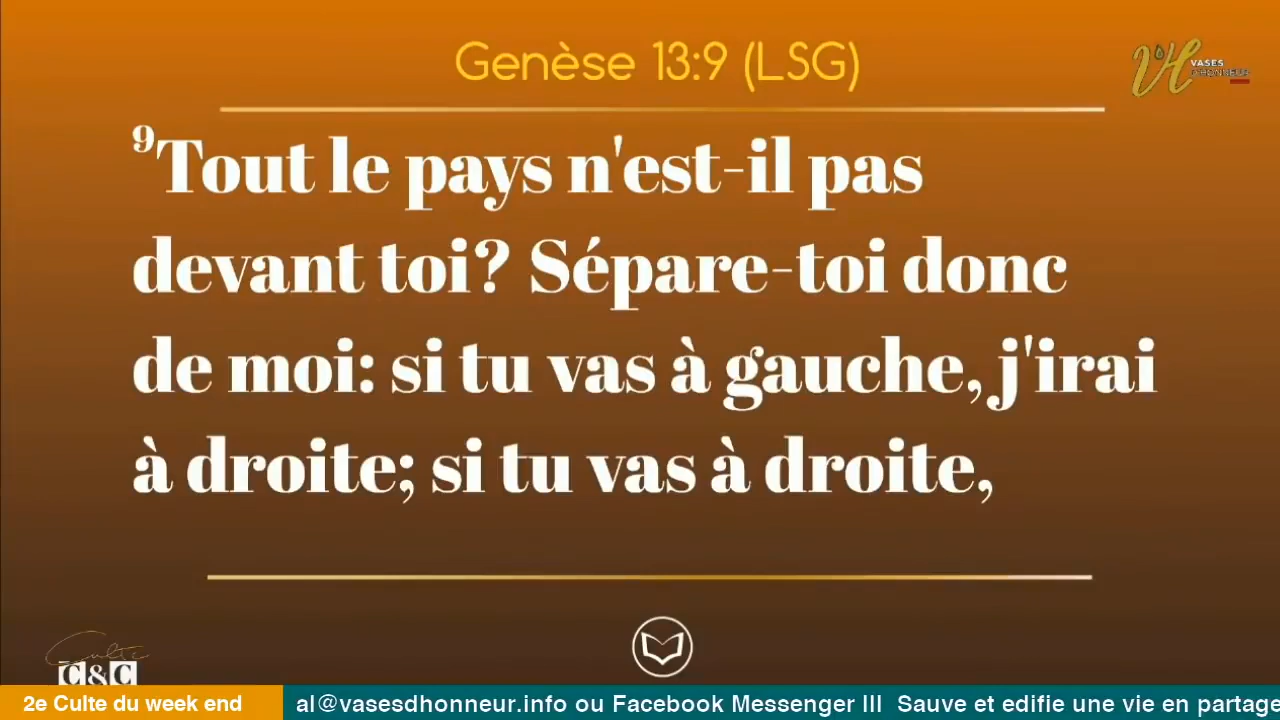 Genèse 13:9 (LSG)
VASES
D'HONNEUR
⁹Tout le pays n'est-il pas
devant toi? Sépare-toi donc
de moi: si tu vas à gauche, j'irai
à droite; si tu vas à droite,
Culte
C&C
2e Culte du week end
al@vasesdhonneur.info ou Facebook Messenger III Sauve et edifie une vie en partage